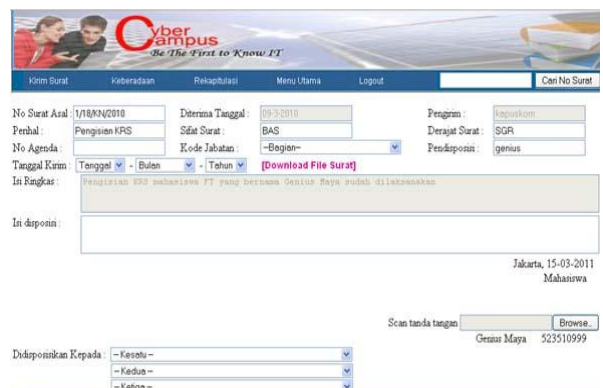 Cyber
Campus
Be The First to Know IT
Kirim Surat Keberadaan Rekapitulasi Menu Utama Logout Cari No Surat
No Surat Asal : 1/18/KN/2010 Diterima Tanggal : 09-3-2010 Pengirim : kapuskom
Perihal : Pengisian KRS Sifat Surat : BAS Derajat Surat : SGR
No Agenda : Kode Jabatan : --Bagian-- Pendisposisi : genius
Tanggal Kirim : Tanggal - Bulan - Tahun [Download File Surat]
Isi Ringkas : Pengisian KRS mahasiswa FT yang bernama Genius Maya sudah dilaksanakan
Isi disposisi :
Jakarta, 15-03-2011
Mahasiswa
Scan tanda tangan Browse..
Genius Maya 523510999
Didisposisikan Kepada : -- Kesatu --
-- Kedua --
-- Ketiga --